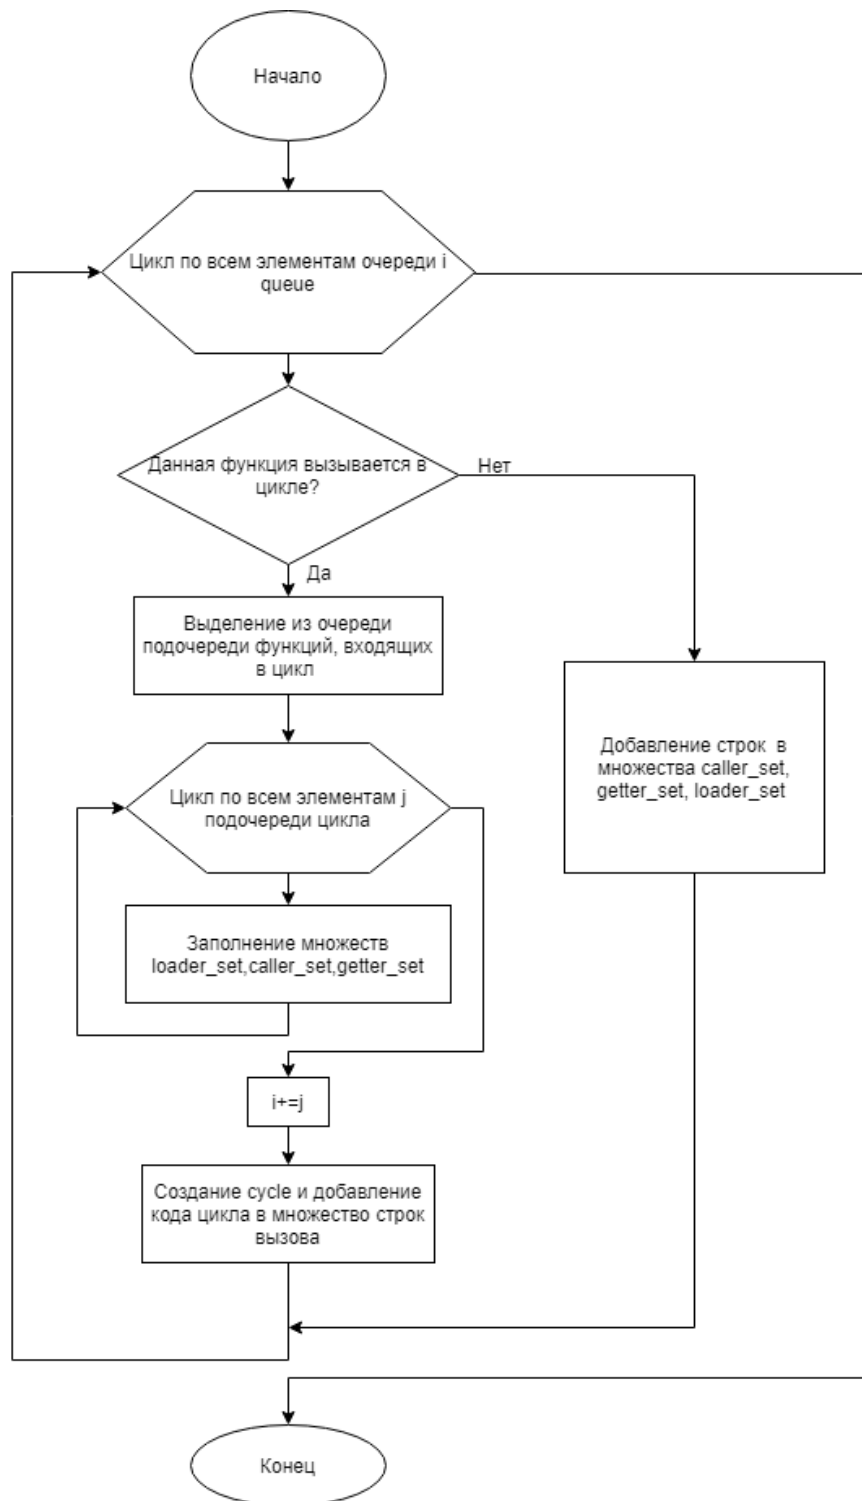 Начало
Цикл по всем элементам очереди i
queue
Данная функция вызывается в
цикле?
Нет
Да
Выделение из очереди
подочереди функций, входящих
в цикл
Добавление строк в
множества caller_set,
getter_set, loader_set
Цикл по всем элементам j
подочереди цикла
Заполнение множеств
loader_set,caller_set,getter_set
i+=j
Создание cycle и добавление
кода цикла в множество строк
вызова
Конец